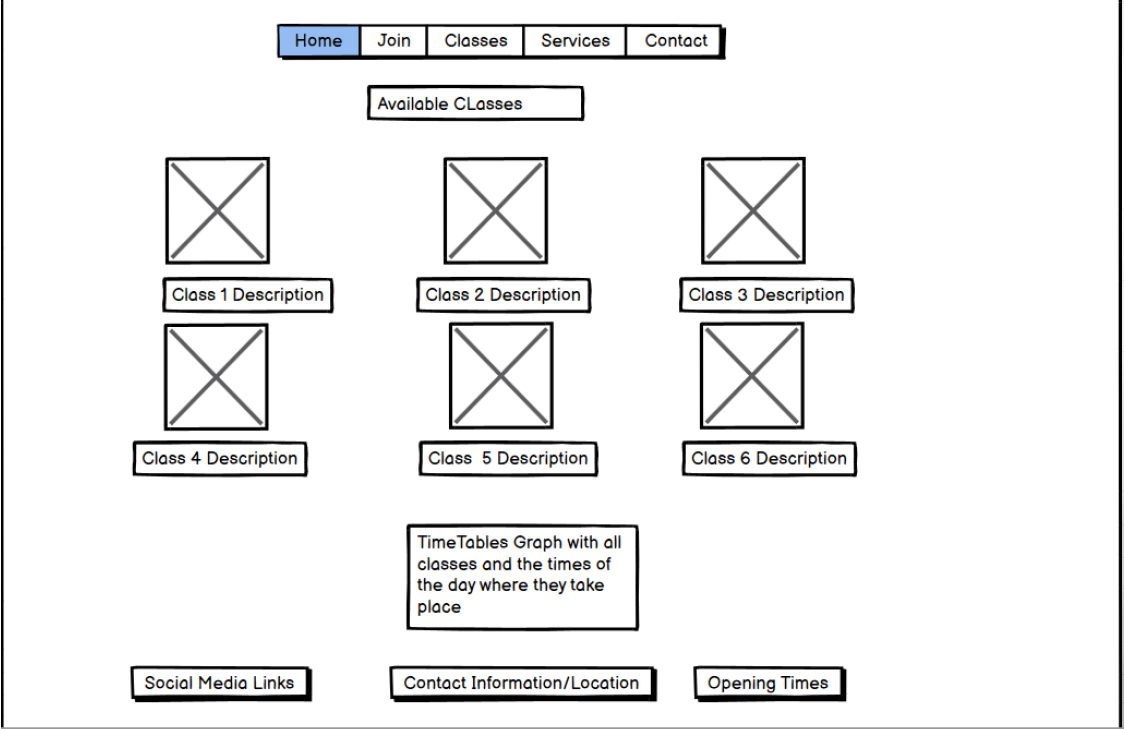 Home Join Classes Services Contact
Available CLasses
Class 1 Description Class 2 Description Class 3 Description
Class 4 Description Class  5 Description Class 6 Description
TimeTables Graph with all
classes and the times of
the day where they take
place
Social Media Links Contact Information/Location Opening Times